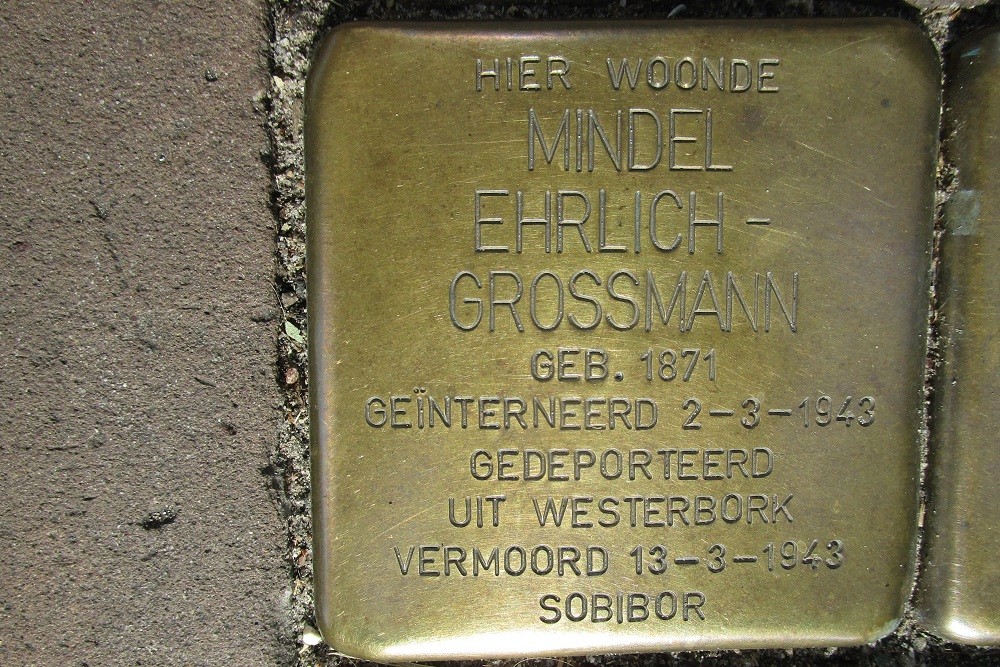 HIER WOONDE
MINDEL
EHRLICH -
GROSSMANN
GEB. 1871
GEÏNTERNEERD 2-3-1943
GEDEPORTEERD
UIT WESTERBORK
VERMOORD 13-3-1943
SOBIBOR